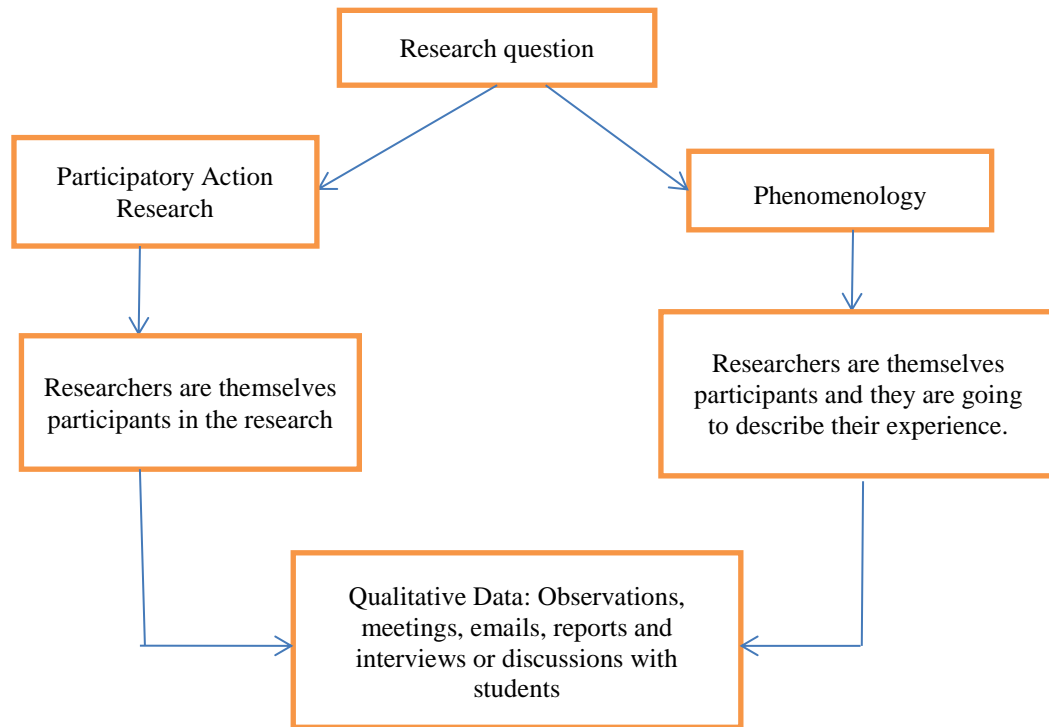 Research question
Participatory Action
Research
Phenomenology
Researchers are themselves
participants in the research
Researchers are themselves
participants and they are going
to describe their experience.
Qualitative Data: Observations,
meetings, emails, reports and
interviews or discussions with
students